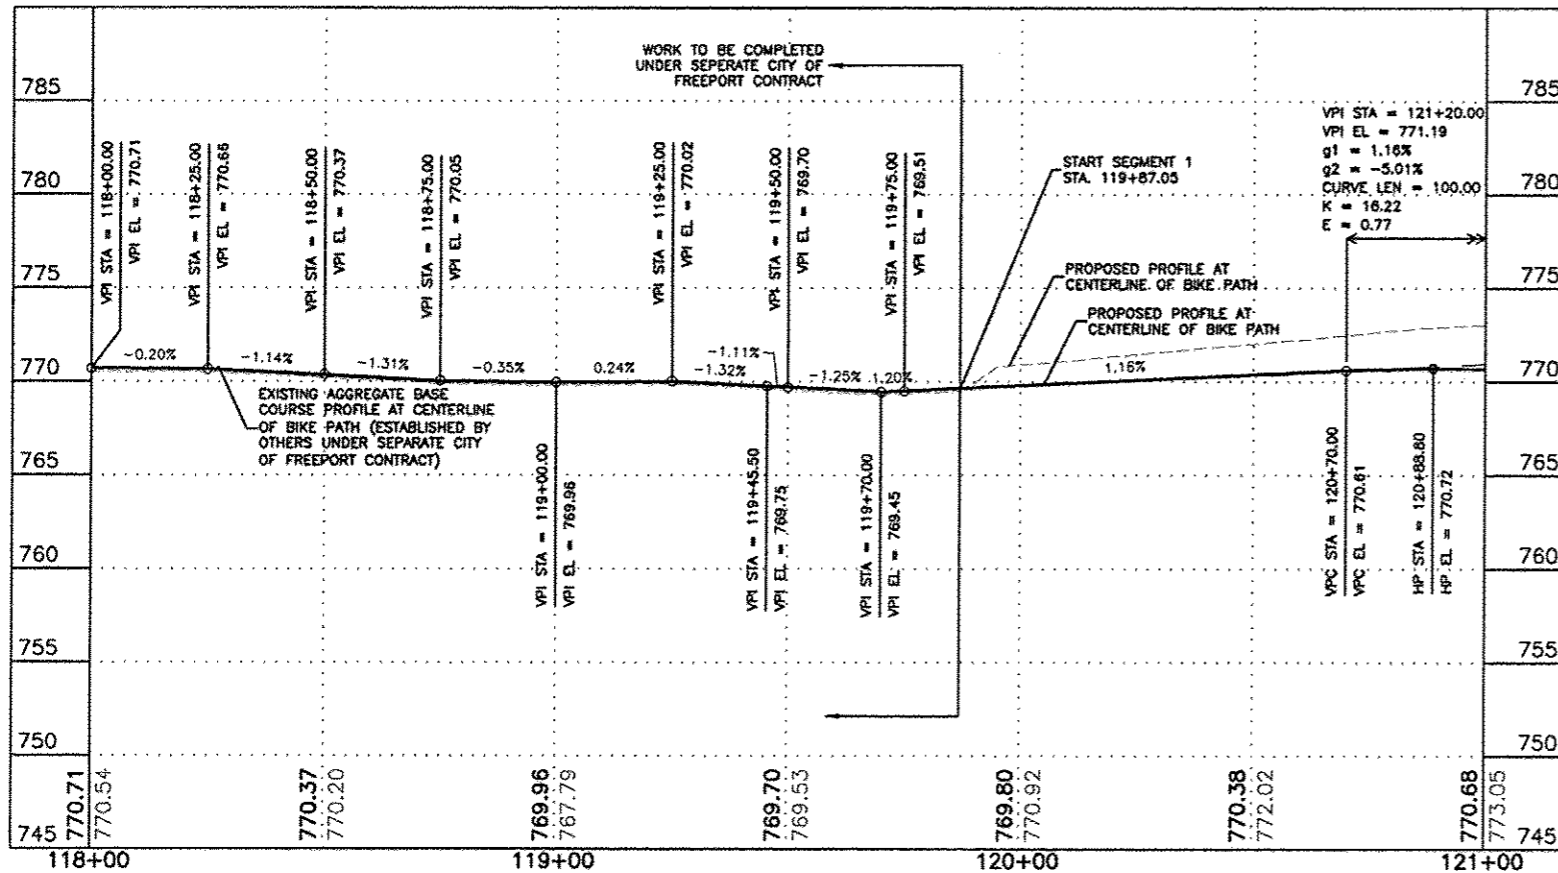 WORK TO BE COMPLETED
UNDER SEPERATE CITY OF
FREEPORT CONTRACT
785
785
780
780
775
775
770
770
765
765
760
760
755
755
750
750
745
745
VPI STA = 118+00.00
VPI EL = 770.71
VPI STA = 118+25.00
VPI EL = 770.66
VPI STA = 118+50.00
VPI EL = 770.37
VPI STA = 118+75.00
VPI EL = 770.05
VPI STA = 119+25.00
VPI EL = 770.02
VPI STA = 119+50.00
VPI EL = 769.70
VPI STA = 119+75.00
VPI EL = 769.51
START SEGMENT 1
STA. 119+87.05
VPI STA = 121+20.00
VPI EL = 771.19
g1 = 1.16%
g2 = -5.01%
CURVE LEN = 100.00
K = 16.22
E = 0.77
PROPOSED PROFILE AT
CENTERLINE OF BIKE PATH
PROPOSED PROFILE AT
CENTERLINE OF BIKE PATH
-0.20%
-1.14%
-1.31%
-0.35%
0.24%
-1.32%
-1.11%
-1.25%
1.20%
1.16%
EXISTING AGGREGATE BASE
COURSE PROFILE AT CENTERLINE
OF BIKE PATH (ESTABLISHED BY
OTHERS UNDER SEPARATE CITY
OF FREEPORT CONTRACT)
VPI STA = 119+00.00
VPI EL = 769.96
VPI STA = 119+45.50
VPI EL = 769.75
VPI STA = 119+70.00
VPI EL = 769.45
VPC STA = 120+70.00
VPC EL = 770.61
HP STA = 120+88.80
HP EL = 770.72
770.71
770.54
770.37
770.20
769.96
767.79
769.70
769.53
769.80
770.92
770.38
772.02
770.68
773.05
118+00
119+00
120+00
121+00